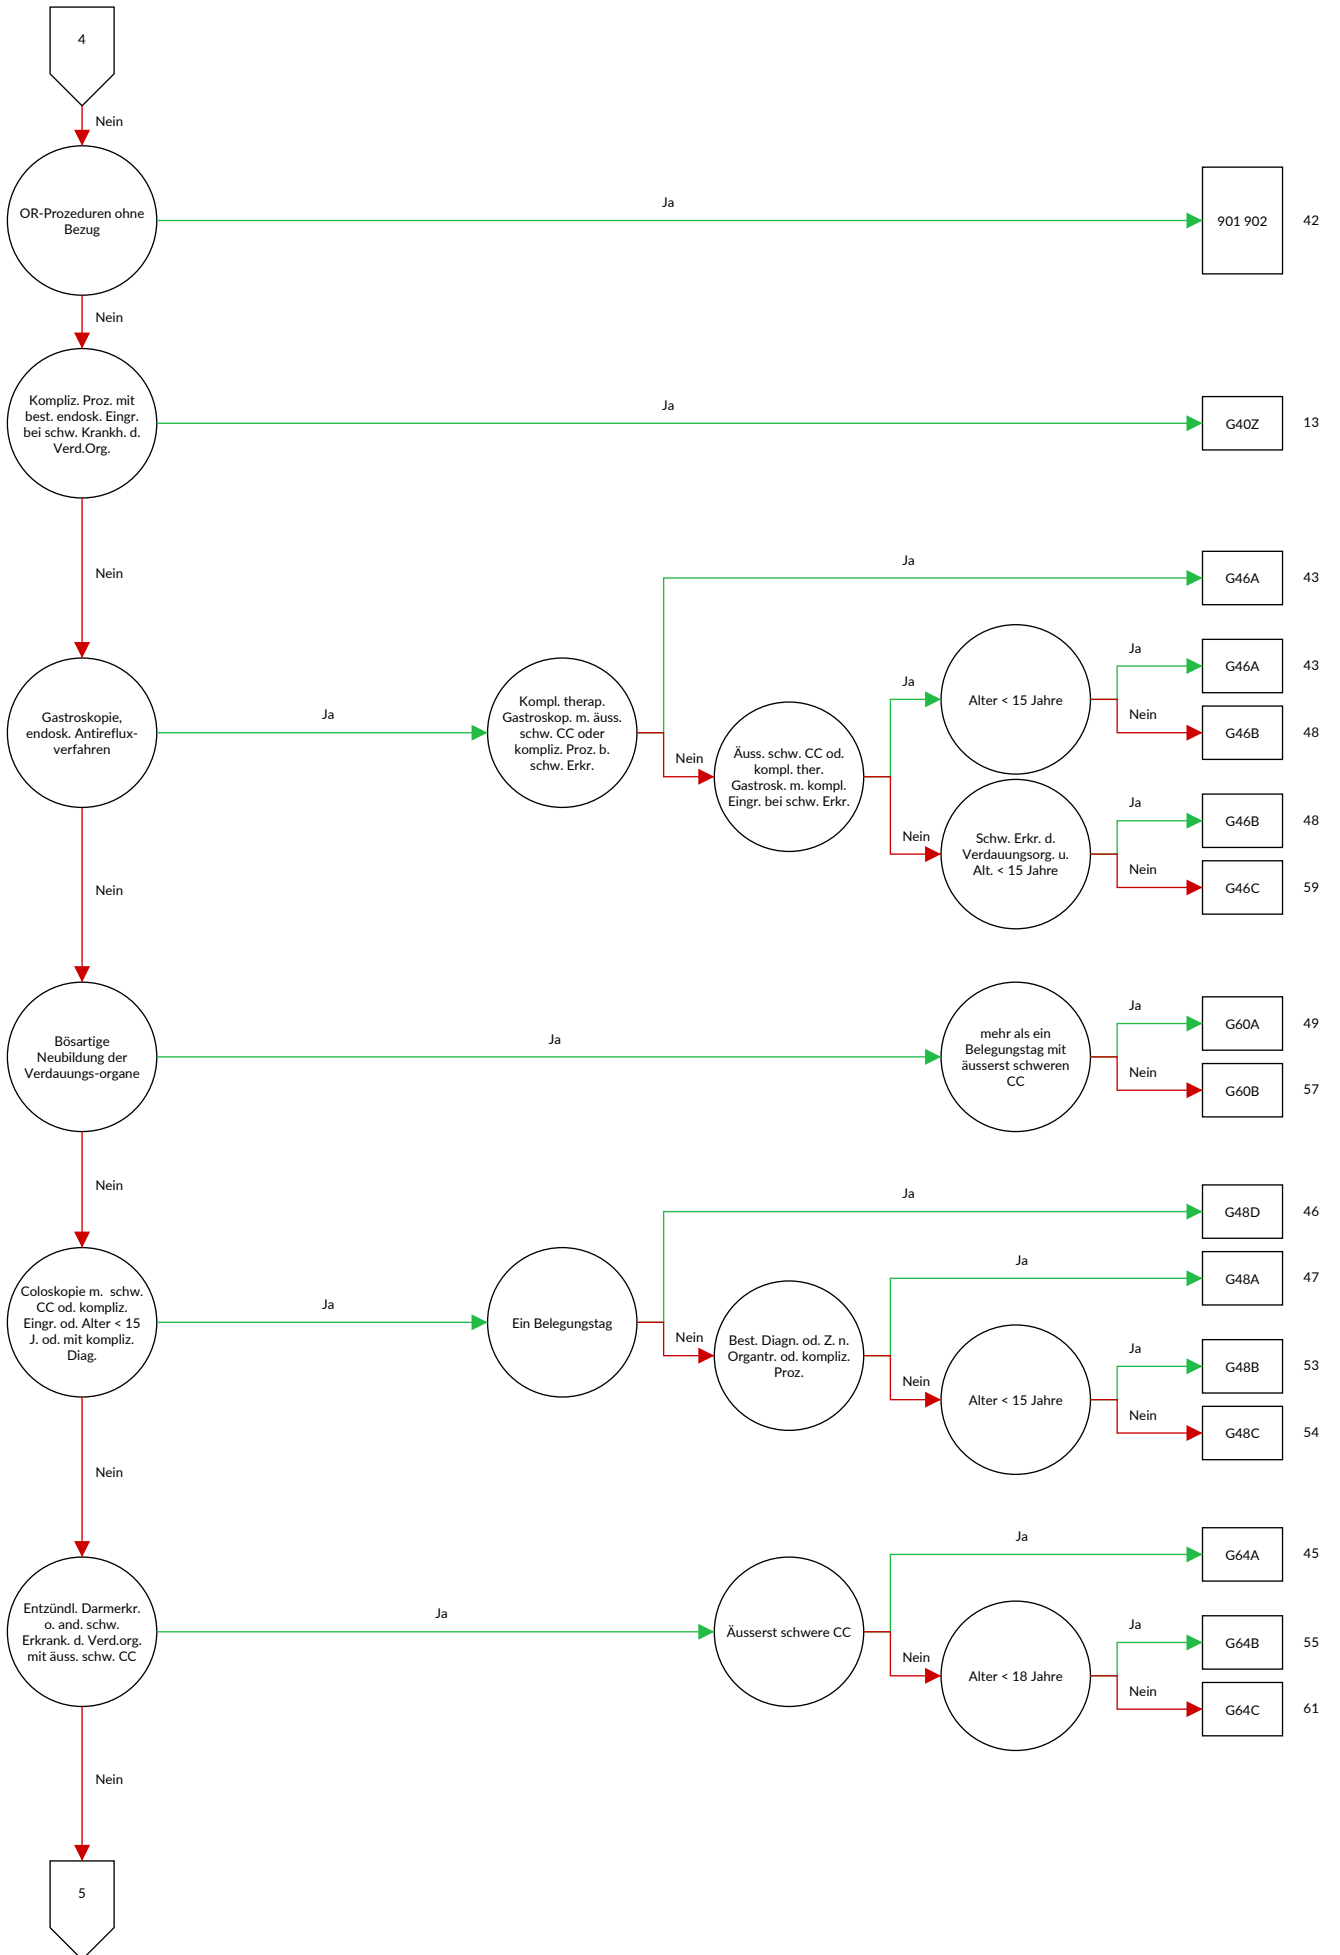 4
Nein
OR-Prozeduren ohne
Bezug
Ja
901 902
42
Nein
Kompliz. Proz. mit
best. endosk. Eingr.
bei schw. Krankh. d.
Verd.Org.
Ja
G40Z
13
Nein
Gastroskopie,
endosk. Antireflux-
verfahren
Ja
Kompl. therap.
Gastroskop. m. äuss.
schw. CC oder
kompliz. Proz. b.
schw. Erkr.
Ja
G46A
43
Nein
Äuss. schw. CC od.
kompl. ther.
Gastrosk. m. kompl.
Eingr. bei schw. Erkr.
Ja
Alter < 15 Jahre
Ja
G46A
43
Nein
G46B
48
Nein
Schw. Erkr. d.
Verdauungsorg. u.
Alt. < 15 Jahre
Ja
G46B
48
Nein
G46C
59
Nein
Bösartige
Neubildung der
Verdauungs-organe
Ja
mehr als ein
Belegungstag mit
äusserst schweren
CC
Ja
G60A
49
Nein
G60B
57
Nein
Coloskopie m. schw.
CC od. kompliz.
Eingr. od. Alter < 15
J. od. mit kompliz.
Diag.
Ja
Ein Belegungstag
Ja
G48D
46
Nein
Best. Diagn. od. Z. n.
Organtr. od. kompliz.
Proz.
Ja
G48A
47
Nein
Alter < 15 Jahre
Ja
G48B
53
Nein
G48C
54
Nein
Entzündl. Darmerkr.
o. and. schw.
Erkrank. d. Verd.org.
mit äuss. schw. CC
Ja
Äusserst schwere CC
Ja
G64A
45
Nein
Alter < 18 Jahre
Ja
G64B
55
Nein
G64C
61
Nein
5